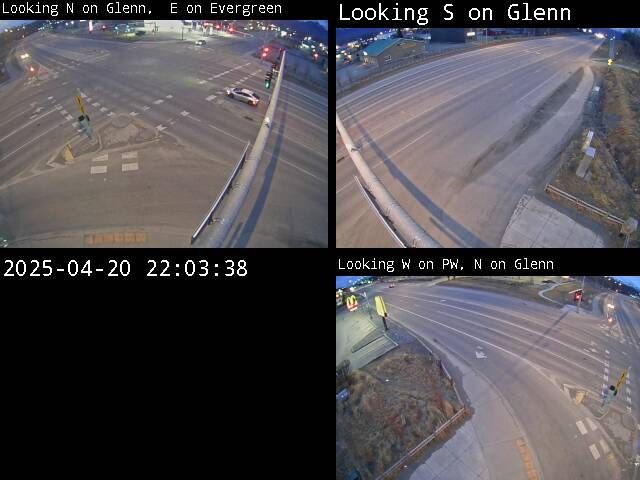 Looking N on Glenn,  E on Evergreen
Looking S on Glenn
2025-04-20 22:03:38
Looking W on PW, N on Glenn